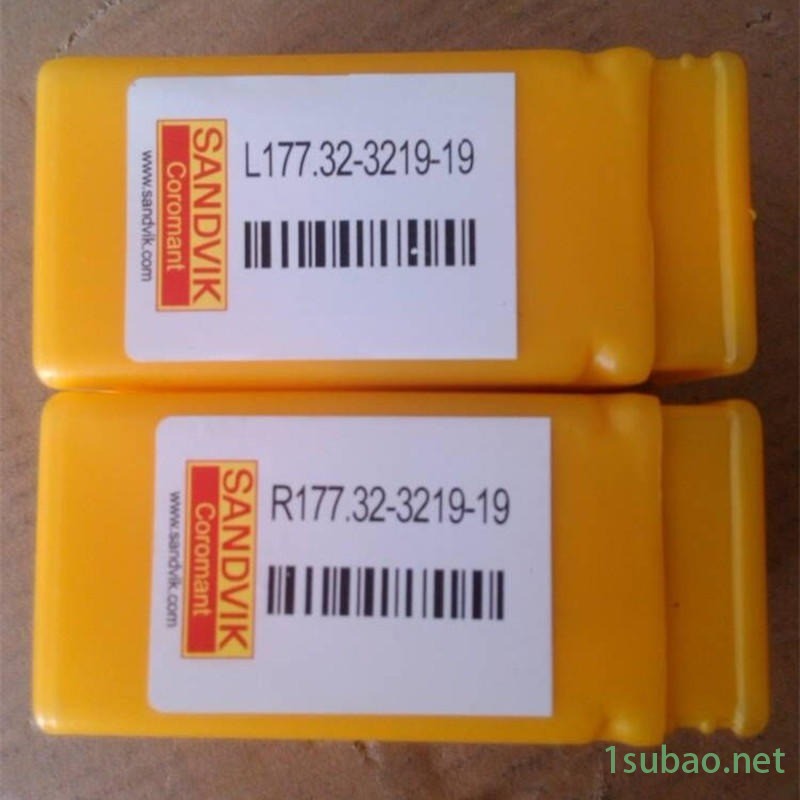 L177.32-3219-19
SANDVIK
Coromant
www.sandvik.com
R177.32-3219-19
SANDVIK
Coromant
www.sandvik.com
1subao.net